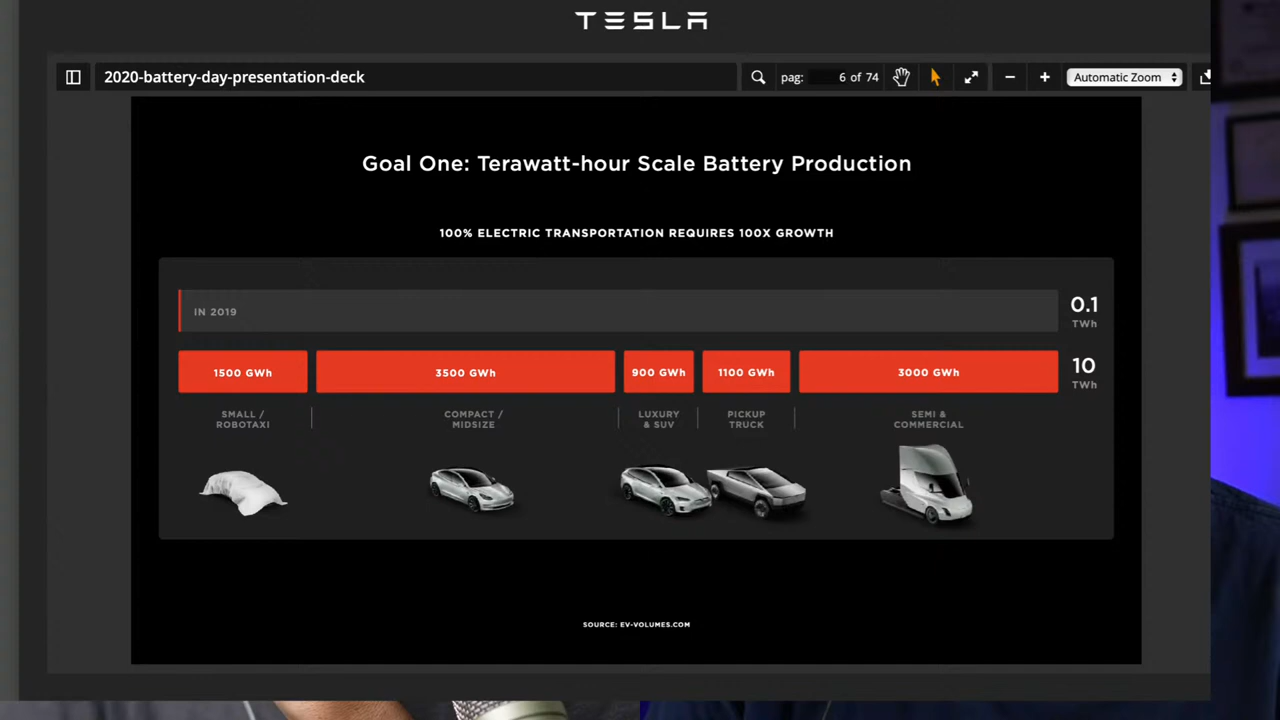 TESLA
2020-battery-day-presentation-deck
pag: 6 of 74
Automatic Zoom
Goal One: Terawatt-hour Scale Battery Production
100% ELECTRIC TRANSPORTATION REQUIRES 100X GROWTH
IN 2019
0.1
TWh
1500 GWh
3500 GWh
900 GWh
1100 GWh
3000 GWh
10
TWh
SMALL /
ROBOTAXI
COMPACT /
MIDSIZE
LUXURY
& SUV
PICKUP
TRUCK
SEMI &
COMMERCIAL
SOURCE: EV-VOLUMES.COM